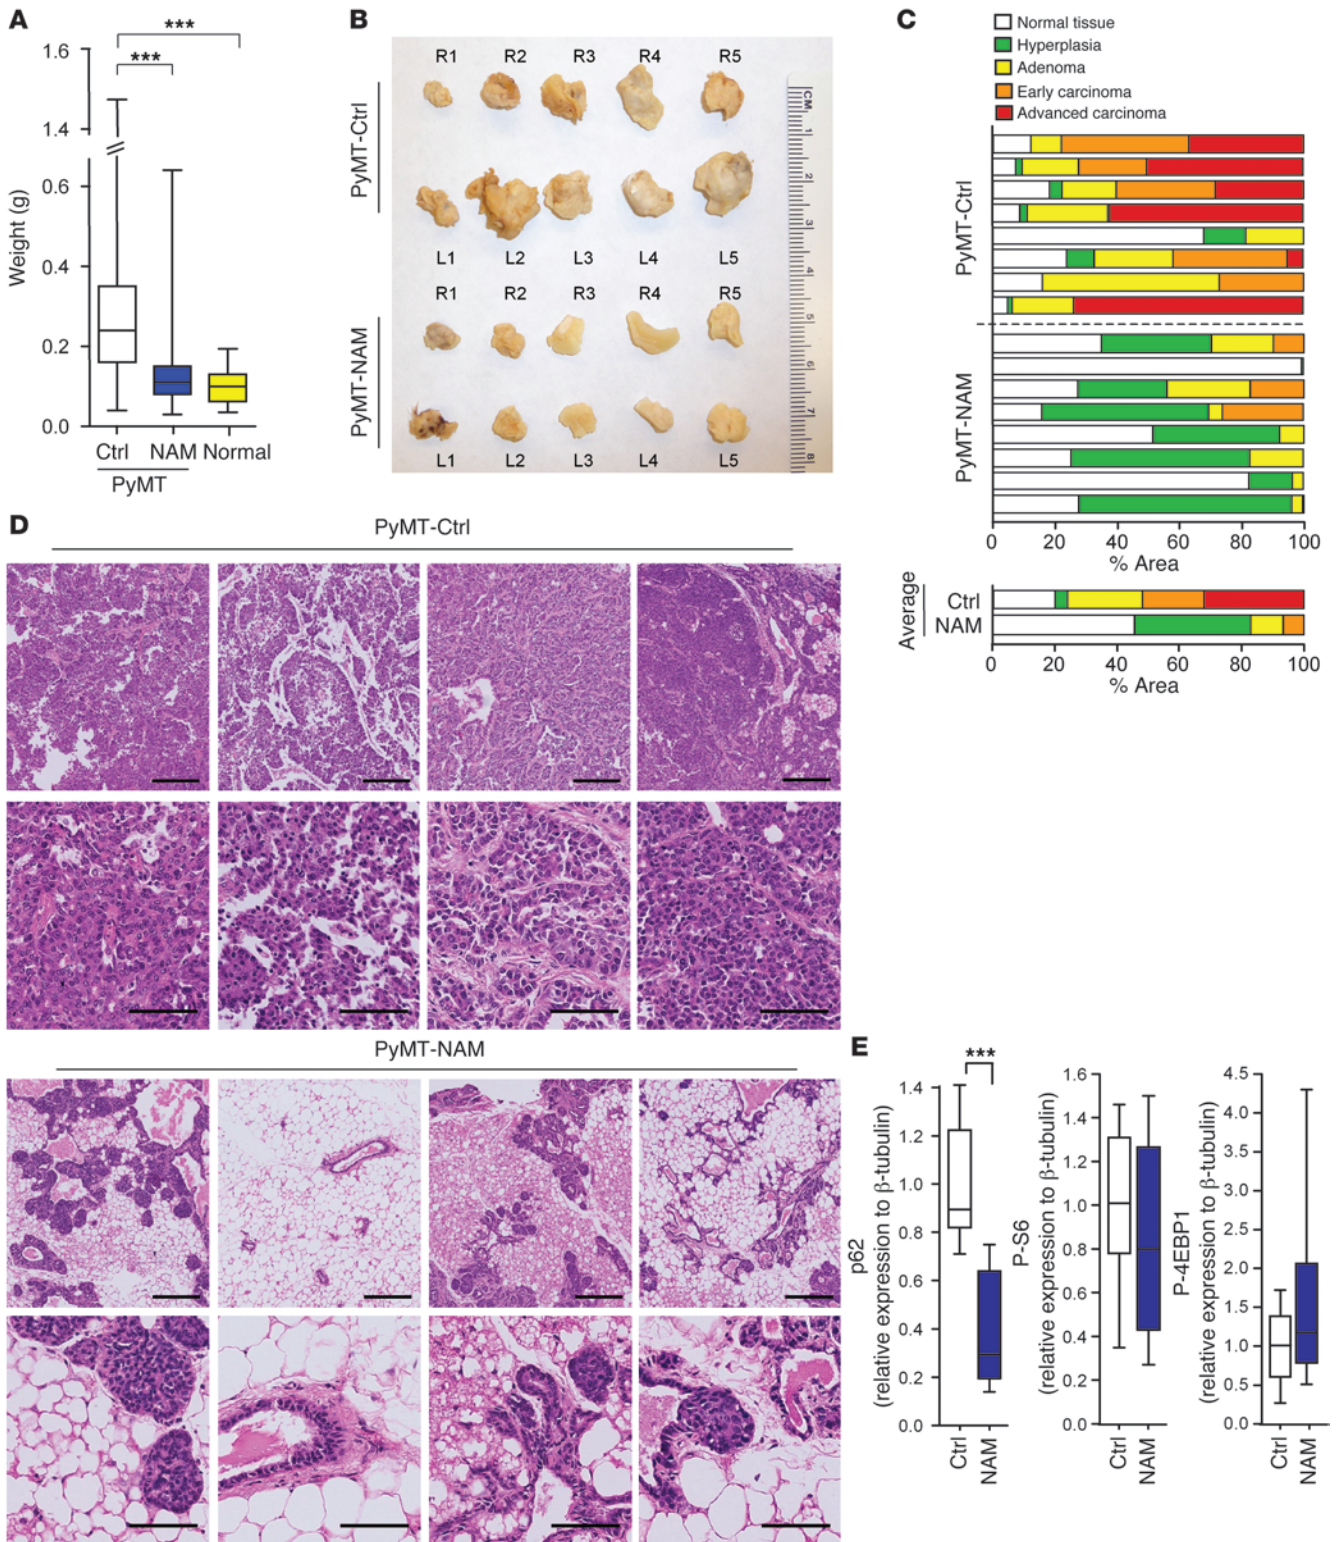 A
***
***
1.6
1.4
0.6
0.4
0.2
0.0
Weight (g)
Ctrl NAM Normal
PyMT
B
R1 R2 R3 R4 R5
PyMT-Ctrl
L1 L2 L3 L4 L5
R1 R2 R3 R4 R5
PyMT-NAM
L1 L2 L3 L4 L5
CM
1
2
3
4
5
6
7
8
C
Normal tissue
Hyperplasia
Adenoma
Early carcinoma
Advanced carcinoma
PyMT-Ctrl
PyMT-NAM
0 20 40 60 80 100
% Area
Average
Ctrl
NAM
0 20 40 60 80 100
% Area
D
PyMT-Ctrl
PyMT-NAM
E
***
1.4
1.2
1.0
0.8
0.6
0.4
0.2
0.0
p62
(relative expression to β-tubulin)
Ctrl
NAM
1.6
1.4
1.2
1.0
0.8
0.6
0.4
0.2
0.0
P-S6
(relative expression to β-tubulin)
Ctrl
NAM
4.5
4.0
3.5
3.0
2.5
2.0
1.5
1.0
0.5
0.0
P-4EBP1
(relative expression to β-tubulin)
Ctrl
NAM